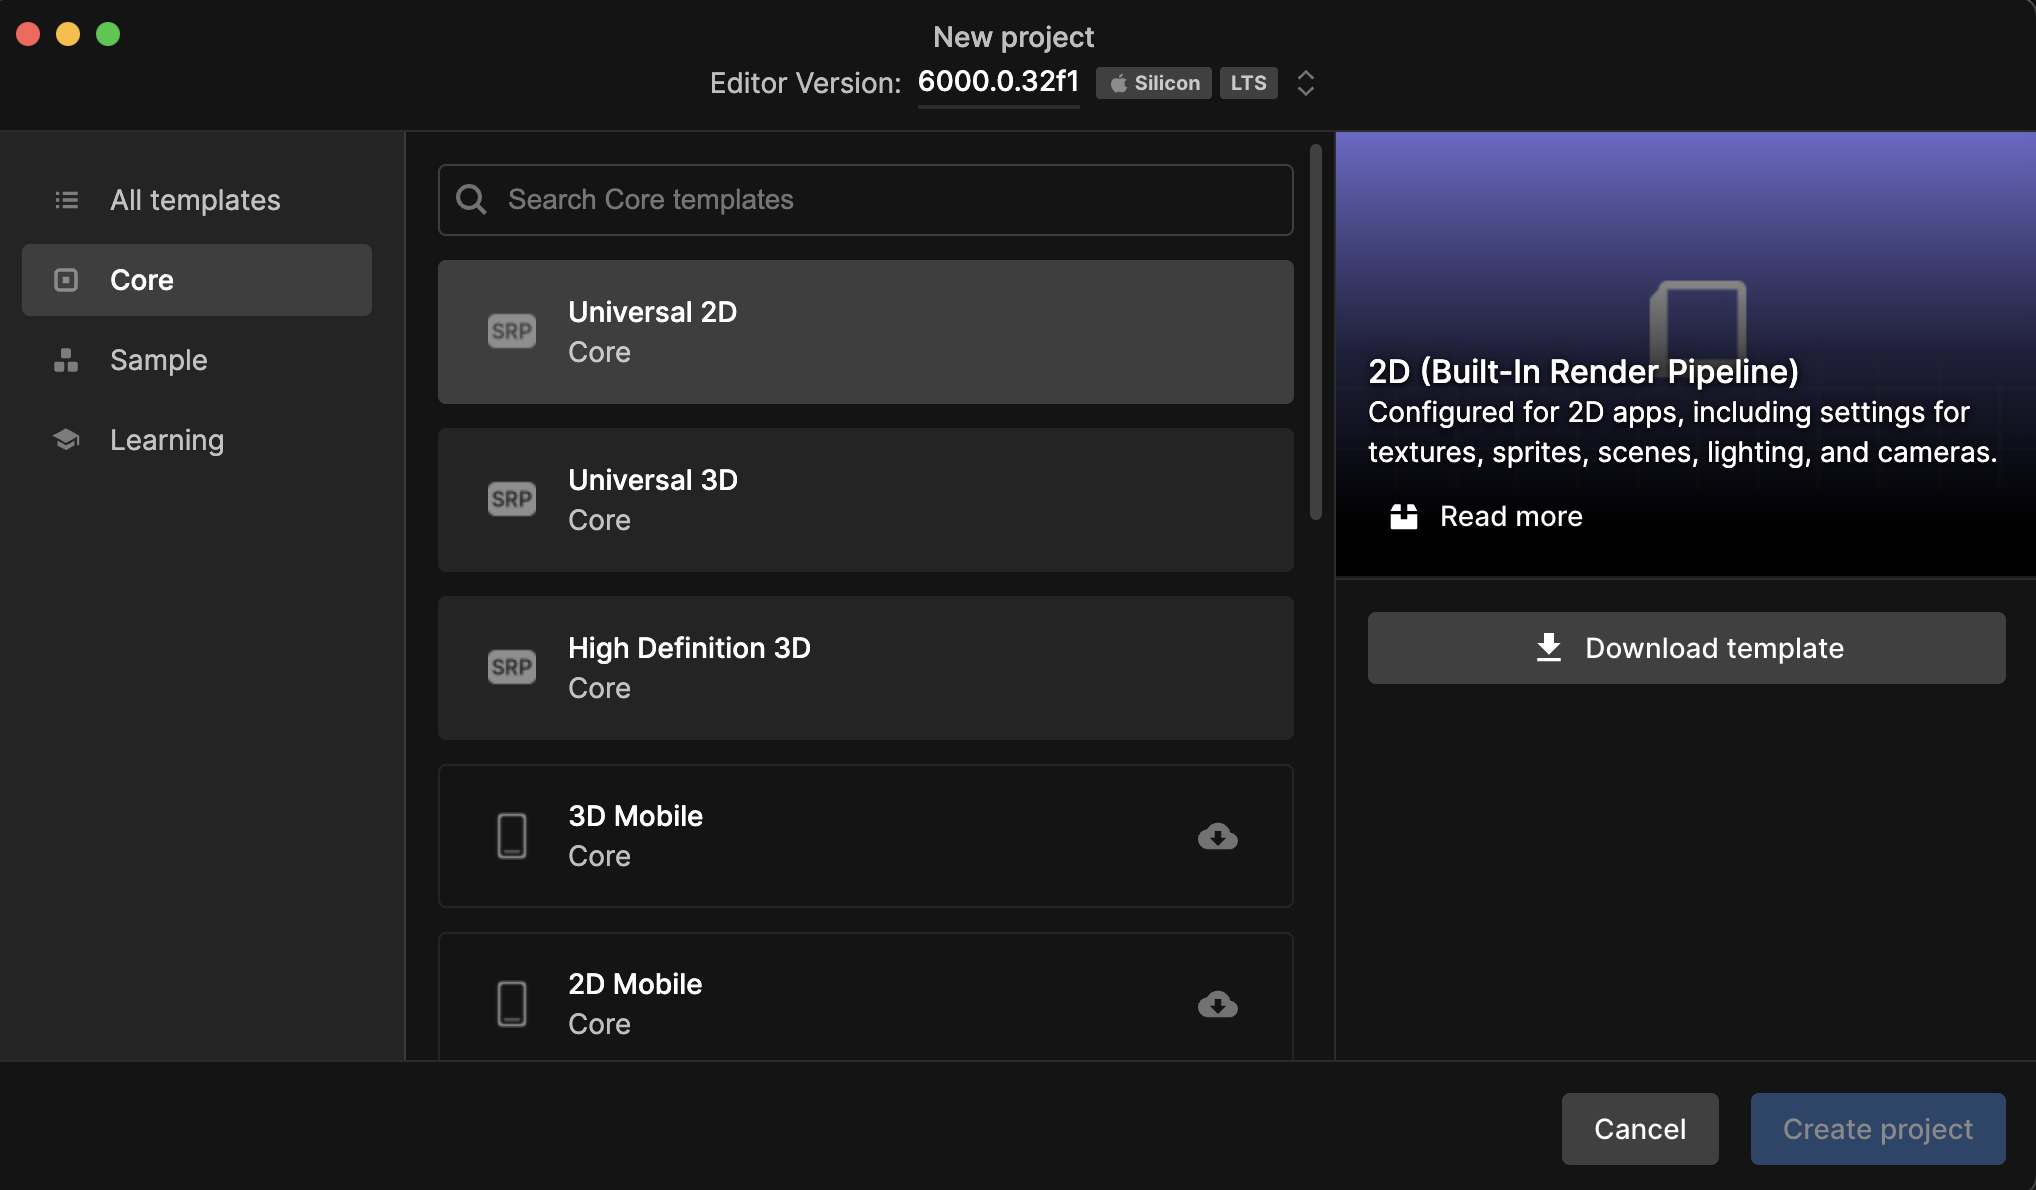 New project
Editor Version: 6000.0.32f1 Silicon LTS
All templates
Core
Sample
Learning
Search Core templates
SRP
Universal 2D
Core
SRP
Universal 3D
Core
SRP
High Definition 3D
Core
3D Mobile
Core
2D Mobile
Core
2D (Built-In Render Pipeline)
Configured for 2D apps, including settings for
textures, sprites, scenes, lighting, and cameras.
Read more
Download template
Cancel
Create project